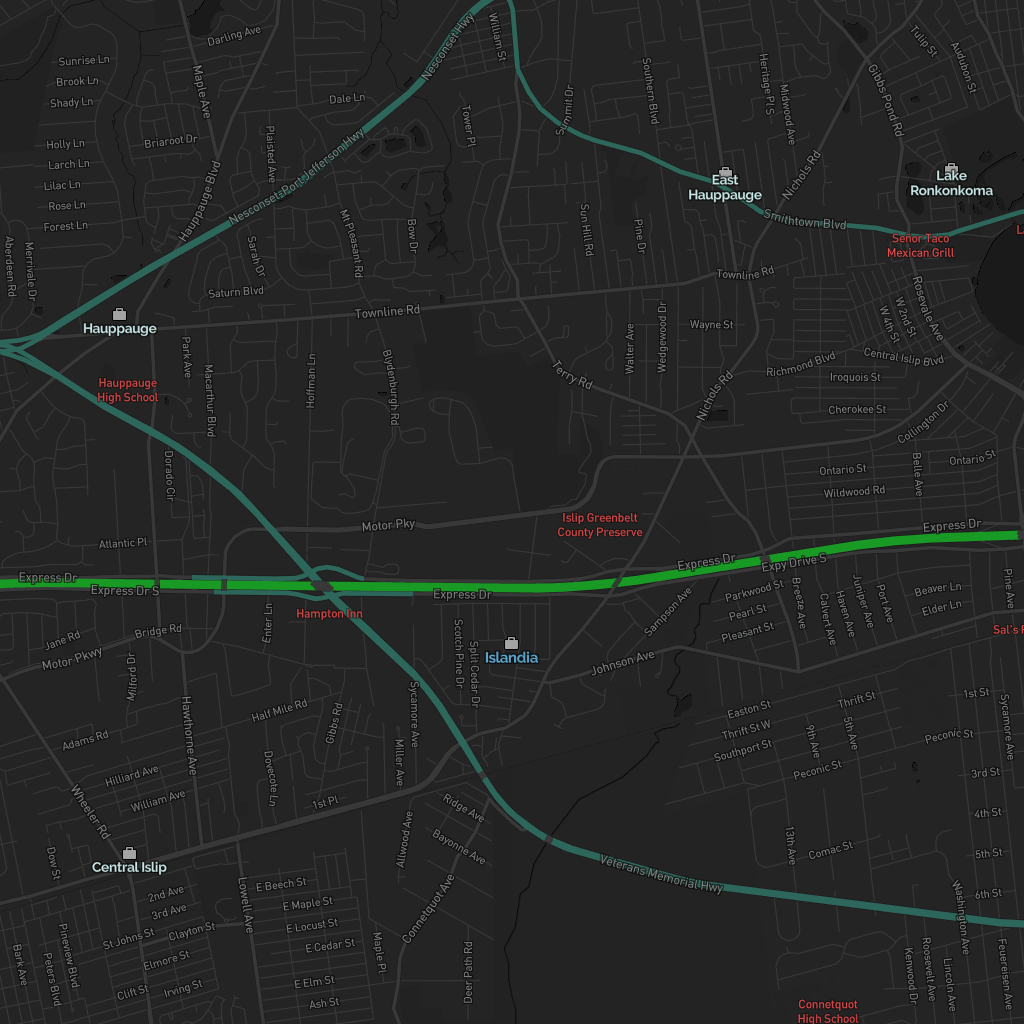 Nesconset Hwy
William St
Darling Ave
Tulip St
Audubon St
Sunrise Ln
Brook Ln
Shady Ln
Maple Ave
Dale Ln
Southern Blvd
Heritage Pl S
Midwood Ave
Gibbs Pond Rd
Summit Dr
Tower Pl
Holly Ln
Briaroot Dr
Plaisted Ave
Larch Ln
Lilac Ln
Rose Ln
Forest Ln
Hauppauge Blvd
Nesconset-Port Jefferson Hwy
East
Hauppauge
Nichols Rd
Lake
Ronkonkoma
Smithtown Blvd
Señor Taco
Mexican Grill
Aberdeen Rd
Merrivale Dr
Sarah Dr
Mt Pleasant Rd
Bow Dr
Sun Hill Rd
Pine Dr
Townline Rd
Saturn Blvd
Hauppauge
Townline Rd
Rosevale Ave
W 2nd St
W 4th St
Wayne St
Walter Ave
Wedgewood Dr
Park Ave
Macarthur Blvd
Hoffman Ln
Blydenburgh Rd
Terry Rd
Richmond Blvd
Central Islip Blvd
Iroquois St
Hauppauge
High School
Nichols Rd
Cherokee St
Collington Dr
Dorado Cir
Ontario St
Ontario St
Belle Ave
Wildwood Rd
Motor Pky
Islip Greenbelt
County Preserve
Express Dr
Atlantic Pl
Express Dr
Expy Drive S
Express Dr
Express Dr S
Express Dr
Hampton Inn
Enter Ln
Parkwood St
Pearl St
Pleasant St
Breeze Ave
Calvert Ave
Haven Ave
Juniper Ave
Port Ave
Beaver Ln
Elder Ln
Pine Ave
Sampson Ave
Jane Rd
Bridge Rd
Motor Pkwy
Milford Dr
Scotch Pine Dr
Split Cedar Dr
Islandia
Johnson Ave
Sycamore Ave
Half Mile Rd
Gibbs Rd
Hawthorne Ave
Adams Rd
Easton St
Thrift St W
Southport St
Thrift St
9th Ave
5th Ave
1st St
Sycamore Ave
Peconic St
Peconic St
3rd St
Hilliard Ave
William Ave
Dovecote Ln
Miller Ave
Wheeler Rd
1st Pl
Ridge Ave
Bayonne Ave
Allwood Ave
4th St
13th Ave
Comac St
5th St
Central Islip
Dow St
Veterans Memorial Hwy
2nd Ave
3rd Ave
E Beech St
E Maple St
E Locust St
E Cedar St
E Elm St
Ash St
Lowell Ave
Connetquot Ave
6th St
Washington Ave
St Johns St
Clayton St
Elmore St
Irving St
Clift St
Bark Ave
Peters Blvd
Pineview Blvd
Maple Pl
Deer Path Rd
Kenwood Dr
Roosevelt Ave
Lincoln Ave
Feuereisen Ave
Connetquot
High School